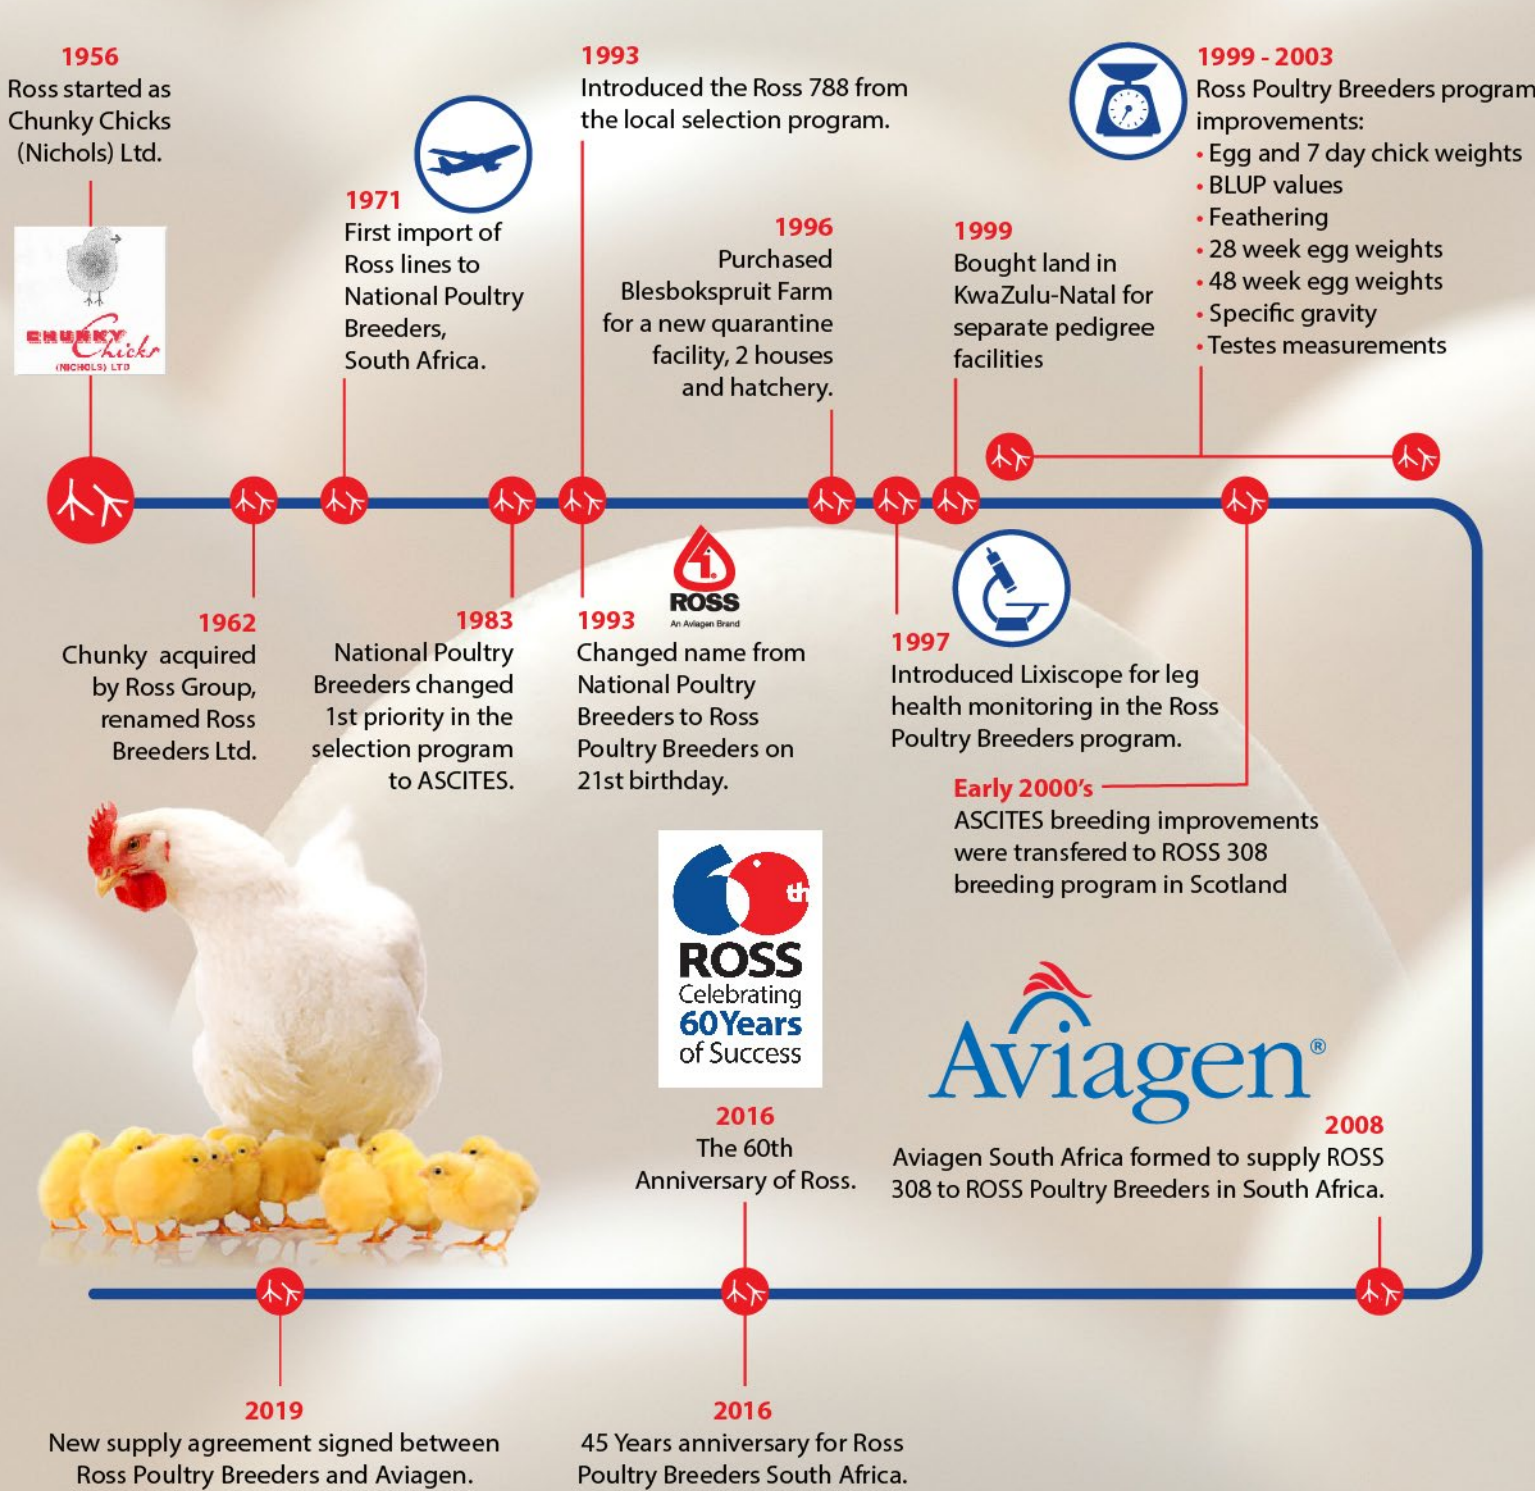 1956
Ross started as
Chunky Chicks
(Nichols) Ltd.
CHUNKY
Chicks
(NICHOLS) LTD
1971
First import of
Ross lines to
National Poultry
Breeders,
South Africa.
1993
Introduced the Ross 788 from
the local selection program.
1996
Purchased
Blesbokspruit Farm
for a new quarantine
facility, 2 houses
and hatchery.
1999
Bought land in
KwaZulu-Natal for
separate pedigree
facilities
1999 - 2003
Ross Poultry Breeders program
improvements:
• Egg and 7 day chick weights
• BLUP values
• Feathering
• 28 week egg weights
• 48 week egg weights
• Specific gravity
• Testes measurements
1962
Chunky acquired
by Ross Group,
renamed Ross
Breeders Ltd.
1983
National Poultry
Breeders changed
1st priority in the
selection program
to ASCITES.
1993
Changed name from
National Poultry
Breeders to Ross
Poultry Breeders on
21st birthday.
1.
ROSS
An Aviagen Brand
1997
Introduced Lixiscope for leg
health monitoring in the Ross
Poultry Breeders program.
Early 2000's
ASCITES breeding improvements
were transfered to ROSS 308
breeding program in Scotland
60th
ROSS
Celebrating
60 Years
of Success
2016
The 60th
Anniversary of Ross.
Aviagen®
2008
Aviagen South Africa formed to supply ROSS
308 to ROSS Poultry Breeders in South Africa.
2019
New supply agreement signed between
Ross Poultry Breeders and Aviagen.
2016
45 Years anniversary for Ross
Poultry Breeders South Africa.